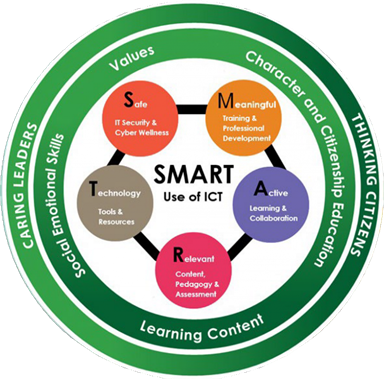 CARING LEADERS
THINKING CITIZENS
Values
Character and Citizenship Education
Social Emotional Skills
Learning Content
Safe
IT Security &
Cyber Wellness
Meaningful
Training &
Professional
Development
SMART
Use of ICT
Technology
Tools &
Resources
Active
Learning &
Collaboration
Relevant
Content,
Pedagogy &
Assessment